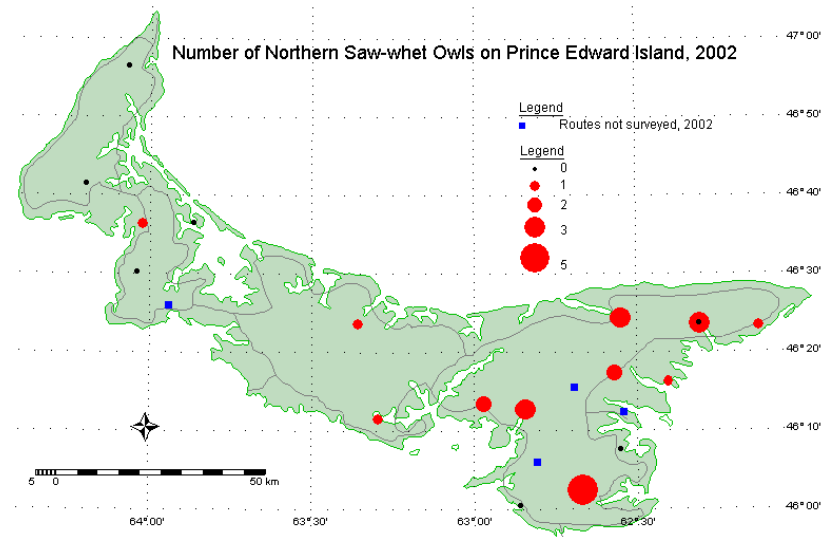 Number of Northern Saw-whet Owls on Prince Edward Island, 2002
47°00'
Legend
Routes not surveyed, 2002
46°50'
Legend
0
1
2
3
5
46°40'
46°30'
46°20'
46°10'
46°00'
5 0 50 km
64°00' 63°30' 63°00' 62°30'